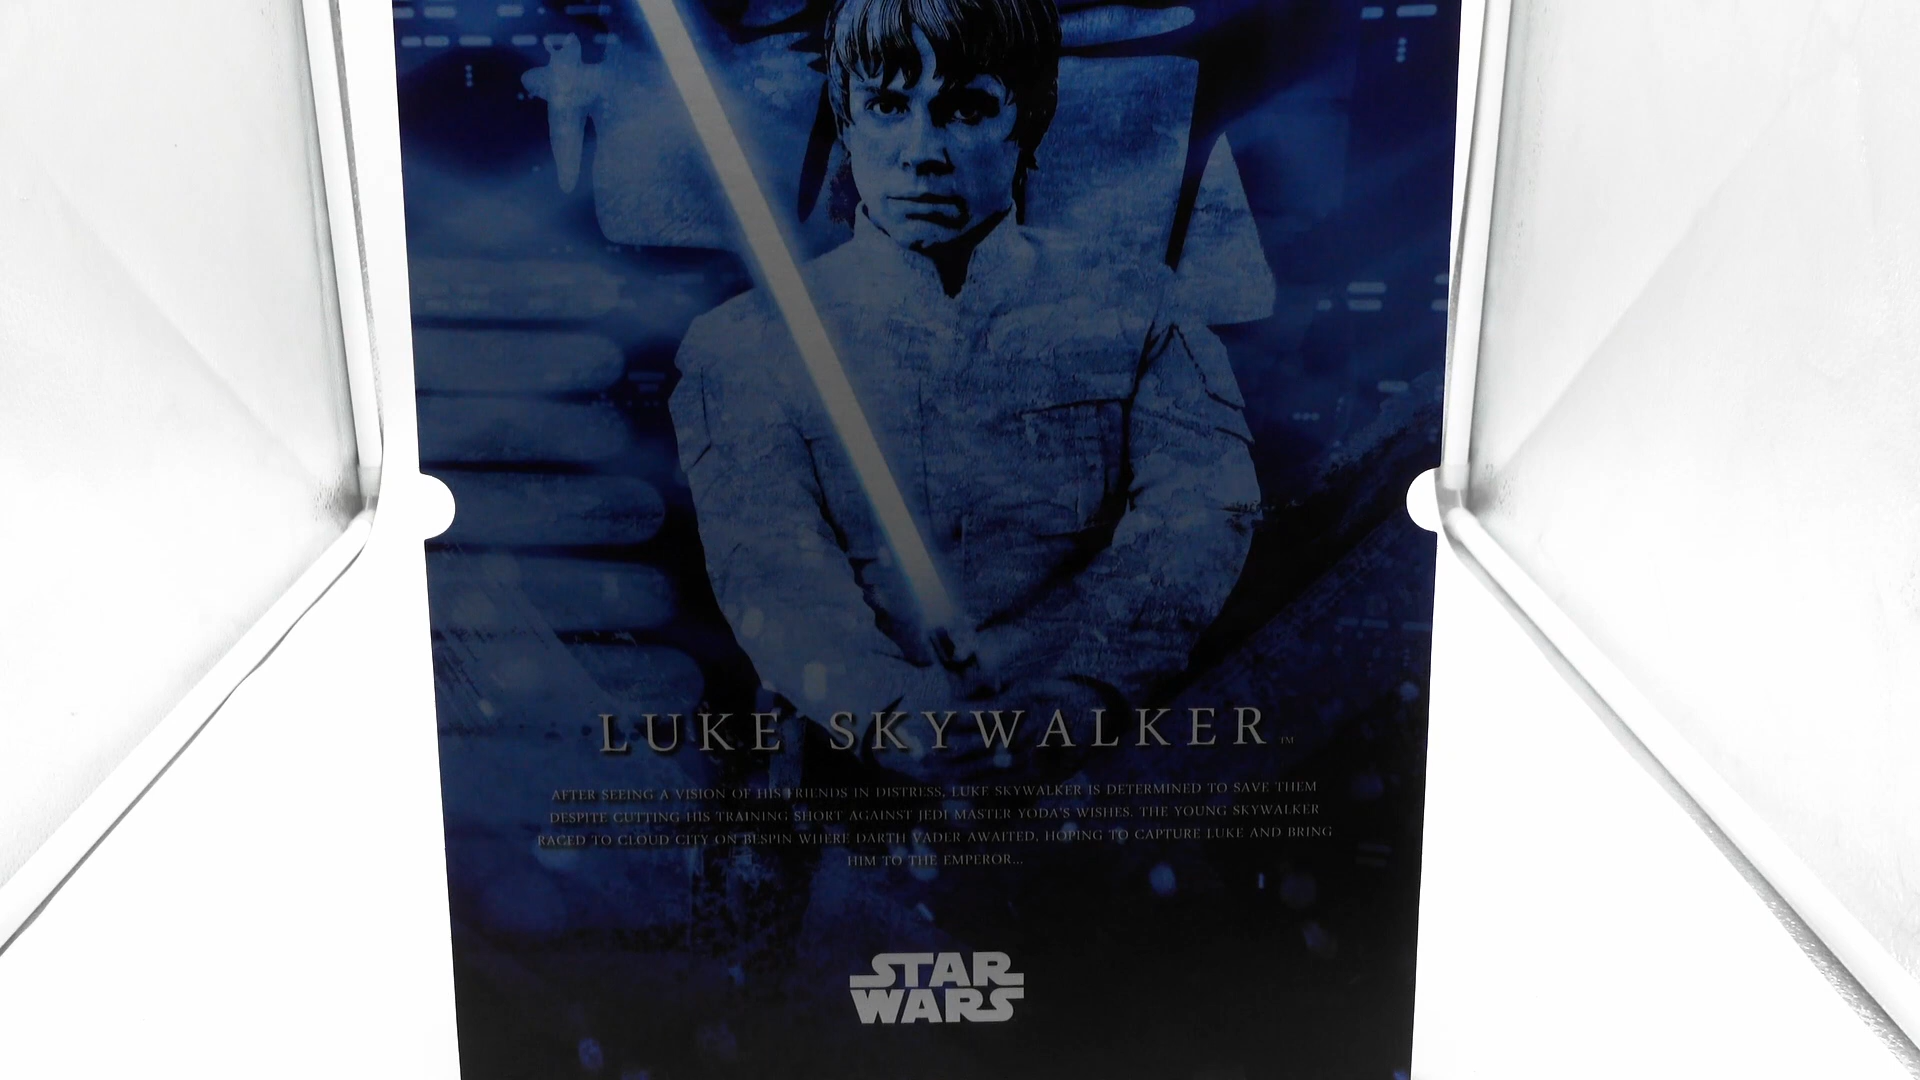 LUKE SKYWALKER™
AFTER SEEING A VISION OF HIS FRIENDS IN DISTRESS, LUKE SKYWALKER IS DETERMINED TO SAVE THEM
DESPITE CUTTING HIS TRAINING SHORT AGAINST JEDI MASTER YODA'S WISHES. THE YOUNG SKYWALKER
RACED TO CLOUD CITY ON BESPIN WHERE DARTH VADER AWAITED, HOPING TO CAPTURE LUKE AND BRING
HIM TO THE EMPEROR...
STAR
WARS